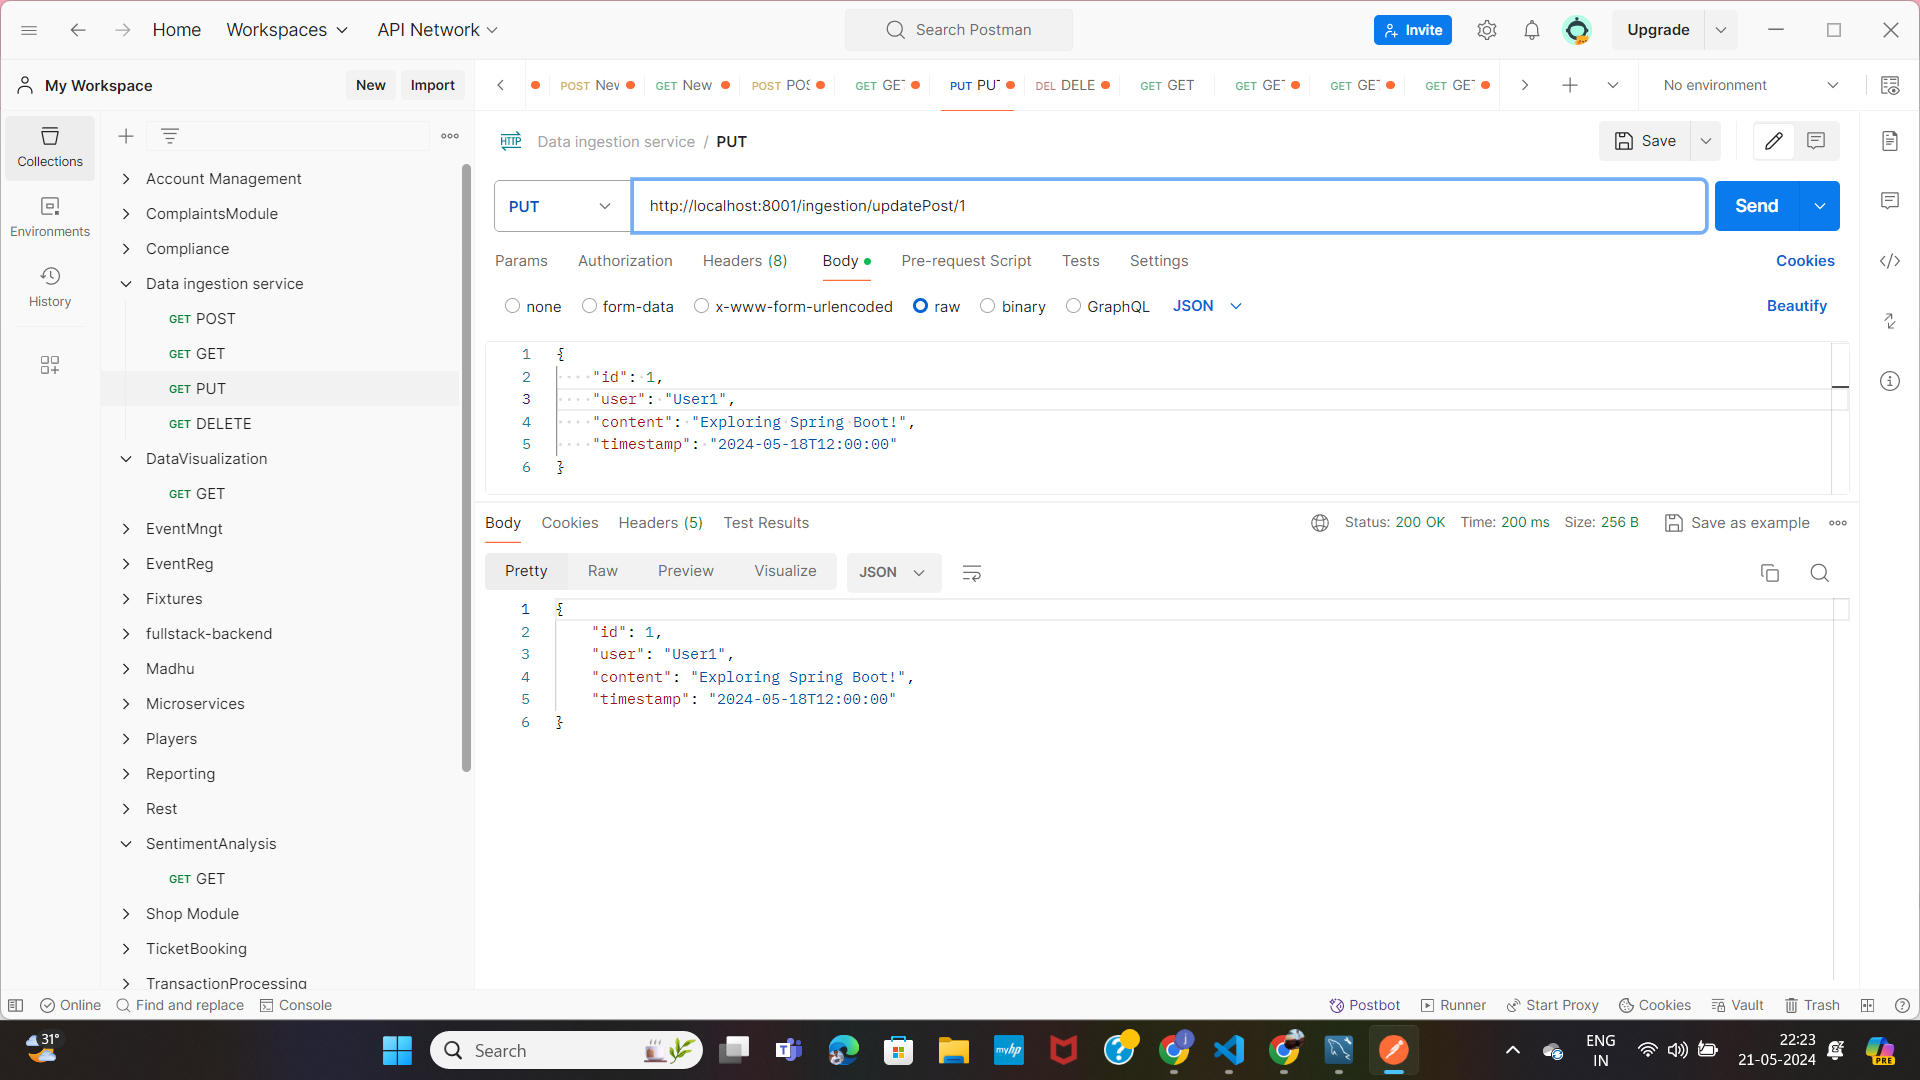 Home Workspaces API Network Search Postman Invite Upgrade
My Workspace New Import POST New GET New POST POS GET GE PUT PU DEL DELE GET GET GET GE GET GE GET GE No environment
Collections
Environments
History
Account Management
ComplaintsModule
Compliance
Data ingestion service
GET POST
GET GET
GET PUT
GET DELETE
DataVisualization
GET GET
EventMngt
EventReg
Fixtures
fullstack-backend
Madhu
Microservices
Players
Reporting
Rest
SentimentAnalysis
GET GET
Shop Module
TicketBooking
TransactionProcessing
HTTP Data ingestion service / PUT Save
PUT http://localhost:8001/ingestion/updatePost/1 Send
Params Authorization Headers (8) Body Pre-request Script Tests Settings Cookies
none form-data x-www-form-urlencoded raw binary GraphQL JSON Beautify
1 {
2 "id": 1,
3 "user": "User1",
4 "content": "Exploring Spring Boot!",
5 "timestamp": "2024-05-18T12:00:00"
6 }
Body Cookies Headers (5) Test Results Status: 200 OK Time: 200 ms Size: 256 B Save as example
Pretty Raw Preview Visualize JSON
1 {
2 "id": 1,
3 "user": "User1",
4 "content": "Exploring Spring Boot!",
5 "timestamp": "2024-05-18T12:00:00"
6 }
Online Find and replace Console Postbot Runner Start Proxy Cookies Vault Trash
31° Search myhp j PRE
ENG
IN
22:23
21-05-2024